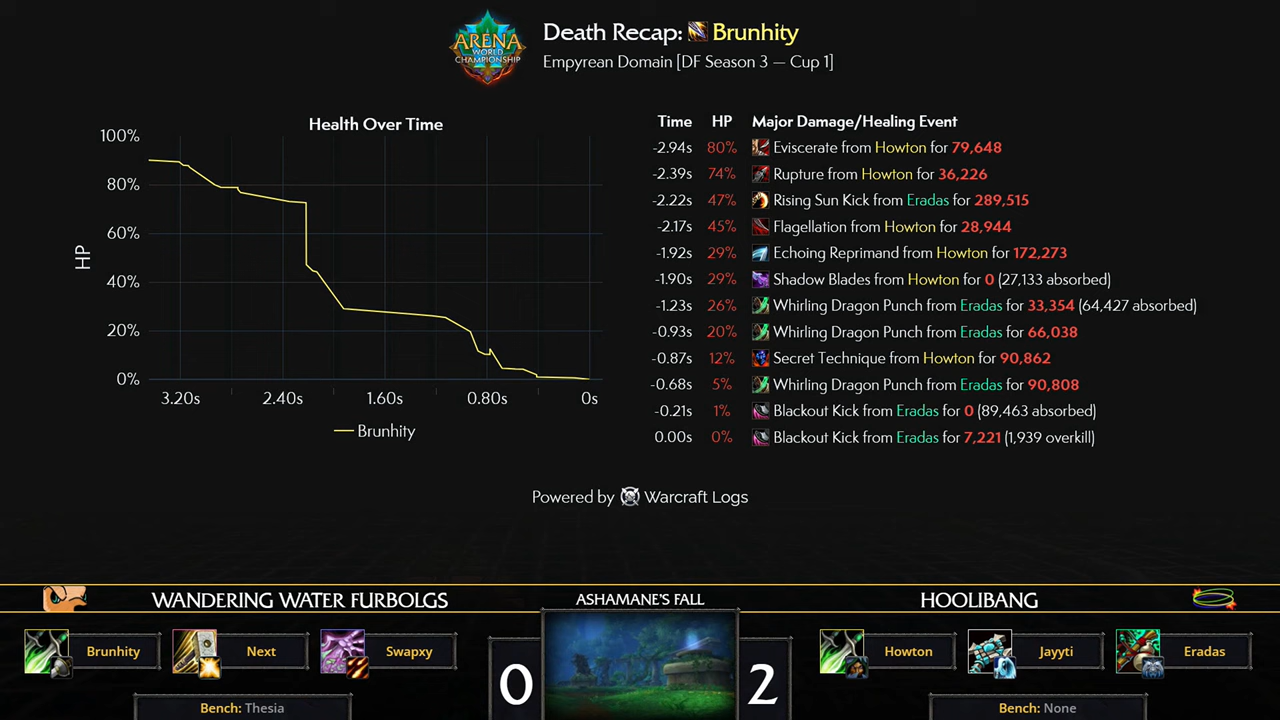 ARENA
WORLD
CHAMPIONSHIP
Death Recap: Brunhity
Empyrean Domain [DF Season 3 — Cup 1]
Health Over Time
100%
80%
60%
40%
20%
0%
HP
3.20s 2.40s 1.60s 0.80s 0s
Brunhity
Time HP Major Damage/Healing Event
-2.94s 80% Eviscerate from Howton for 79,648
-2.39s 74% Rupture from Howton for 36,226
-2.22s 47% Rising Sun Kick from Eradas for 289,515
-2.17s 45% Flagellation from Howton for 28,944
-1.92s 29% Echoing Reprimand from Howton for 172,273
-1.90s 29% Shadow Blades from Howton for 0 (27,133 absorbed)
-1.23s 26% Whirling Dragon Punch from Eradas for 33,354 (64,427 absorbed)
-0.93s 20% Whirling Dragon Punch from Eradas for 66,038
-0.87s 12% Secret Technique from Howton for 90,862
-0.68s 5% Whirling Dragon Punch from Eradas for 90,808
-0.21s 1% Blackout Kick from Eradas for 0 (89,463 absorbed)
0.00s 0% Blackout Kick from Eradas for 7,221 (1,939 overkill)
Powered by Warcraft Logs
WANDERING WATER FURBOLGS
Brunhity Next Swapxy
Bench: Thesia
0
ASHAMANE'S FALL
2
HOOLIBANG
Howton Jayyti Eradas
Bench: None